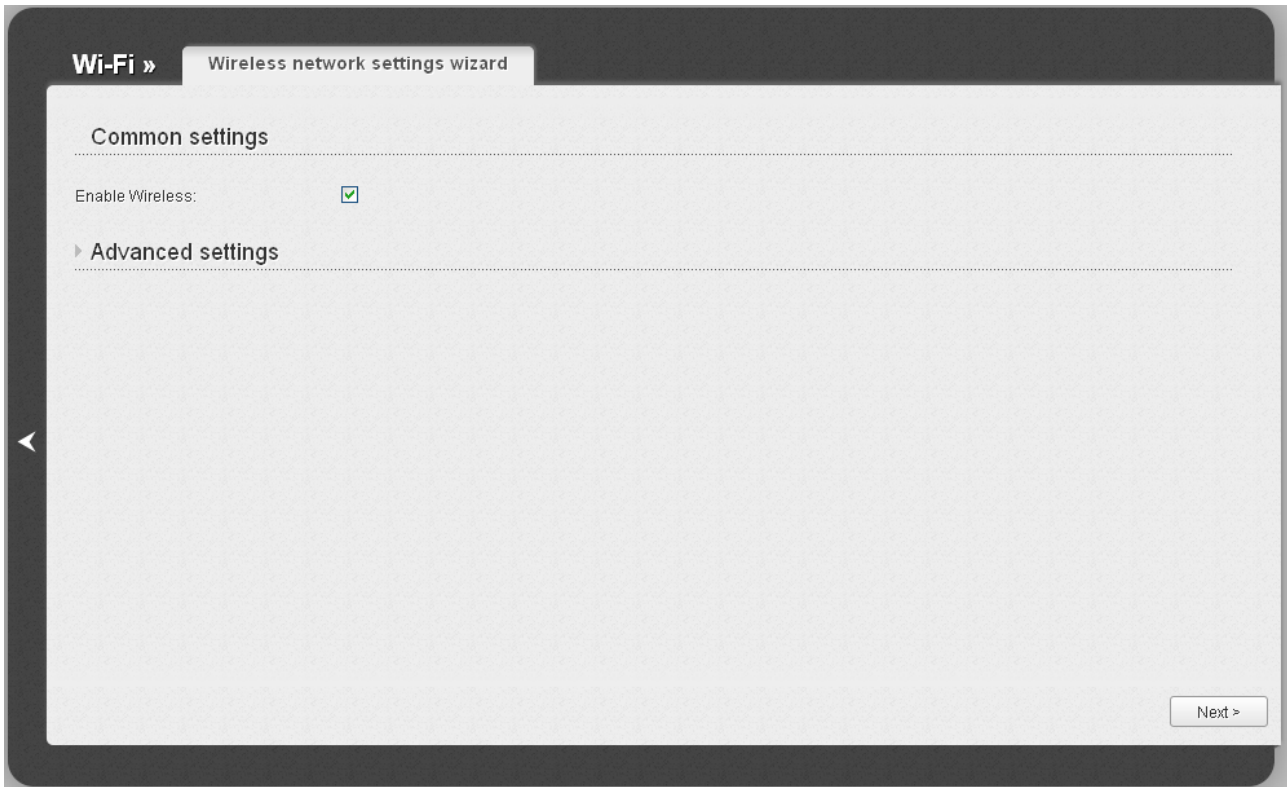 Wi-Fi »
Wireless network settings wizard
Common settings
Enable Wireless:
Advanced settings
Next >